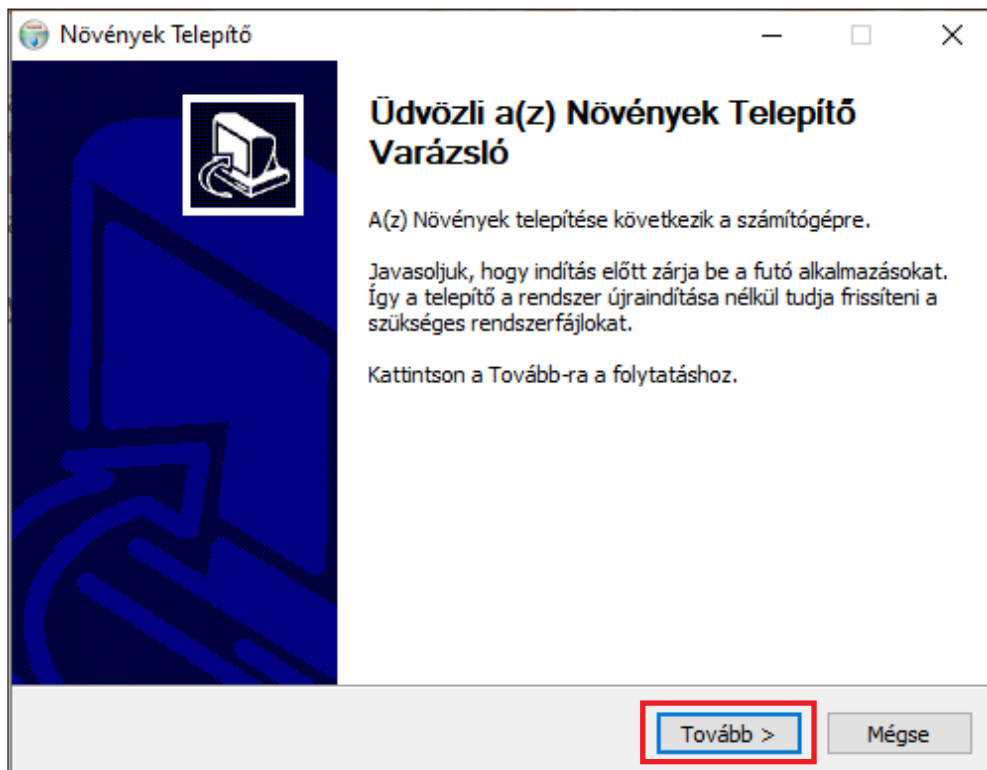 Növények Telepítő
Üdvözli a(z) Növények Telepítő
Varázsló
A(z) Növények telepítése következik a számítógépre.
Javasoljuk, hogy indítás előtt zárja be a futó alkalmazásokat.
Így a telepítő a rendszer újraindítása nélkül tudja frissíteni a
szükséges rendszerfájlokat.
Kattintson a Tovább-ra a folytatáshoz.
Tovább >
Mégse